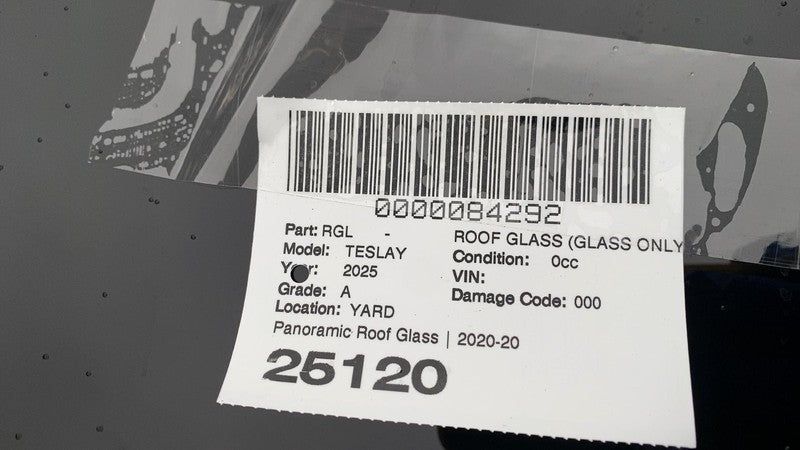 0000084292
Part: RGL - ROOF GLASS (GLASS ONLY
Model: TESLAY Condition: 0cc
Year: 2025 VIN:
Grade: A Damage Code: 000
Location: YARD
Panoramic Roof Glass | 2020-20
25120